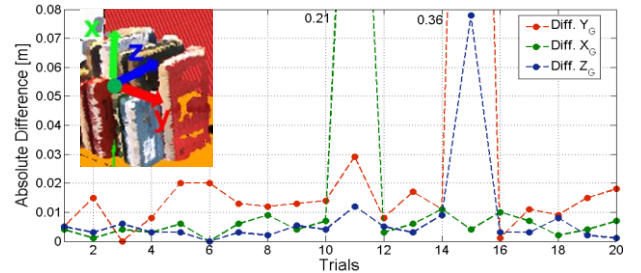 0.08
0.07
0.06
0.05
0.04
0.03
0.02
0.01
0
Absolute Difference [m]
X
Z
Y
0.21
0.36
Diff. Y_G
Diff. X_G
Diff. Z_G
2 4 6 8 10 12 14 16 18 20
Trials